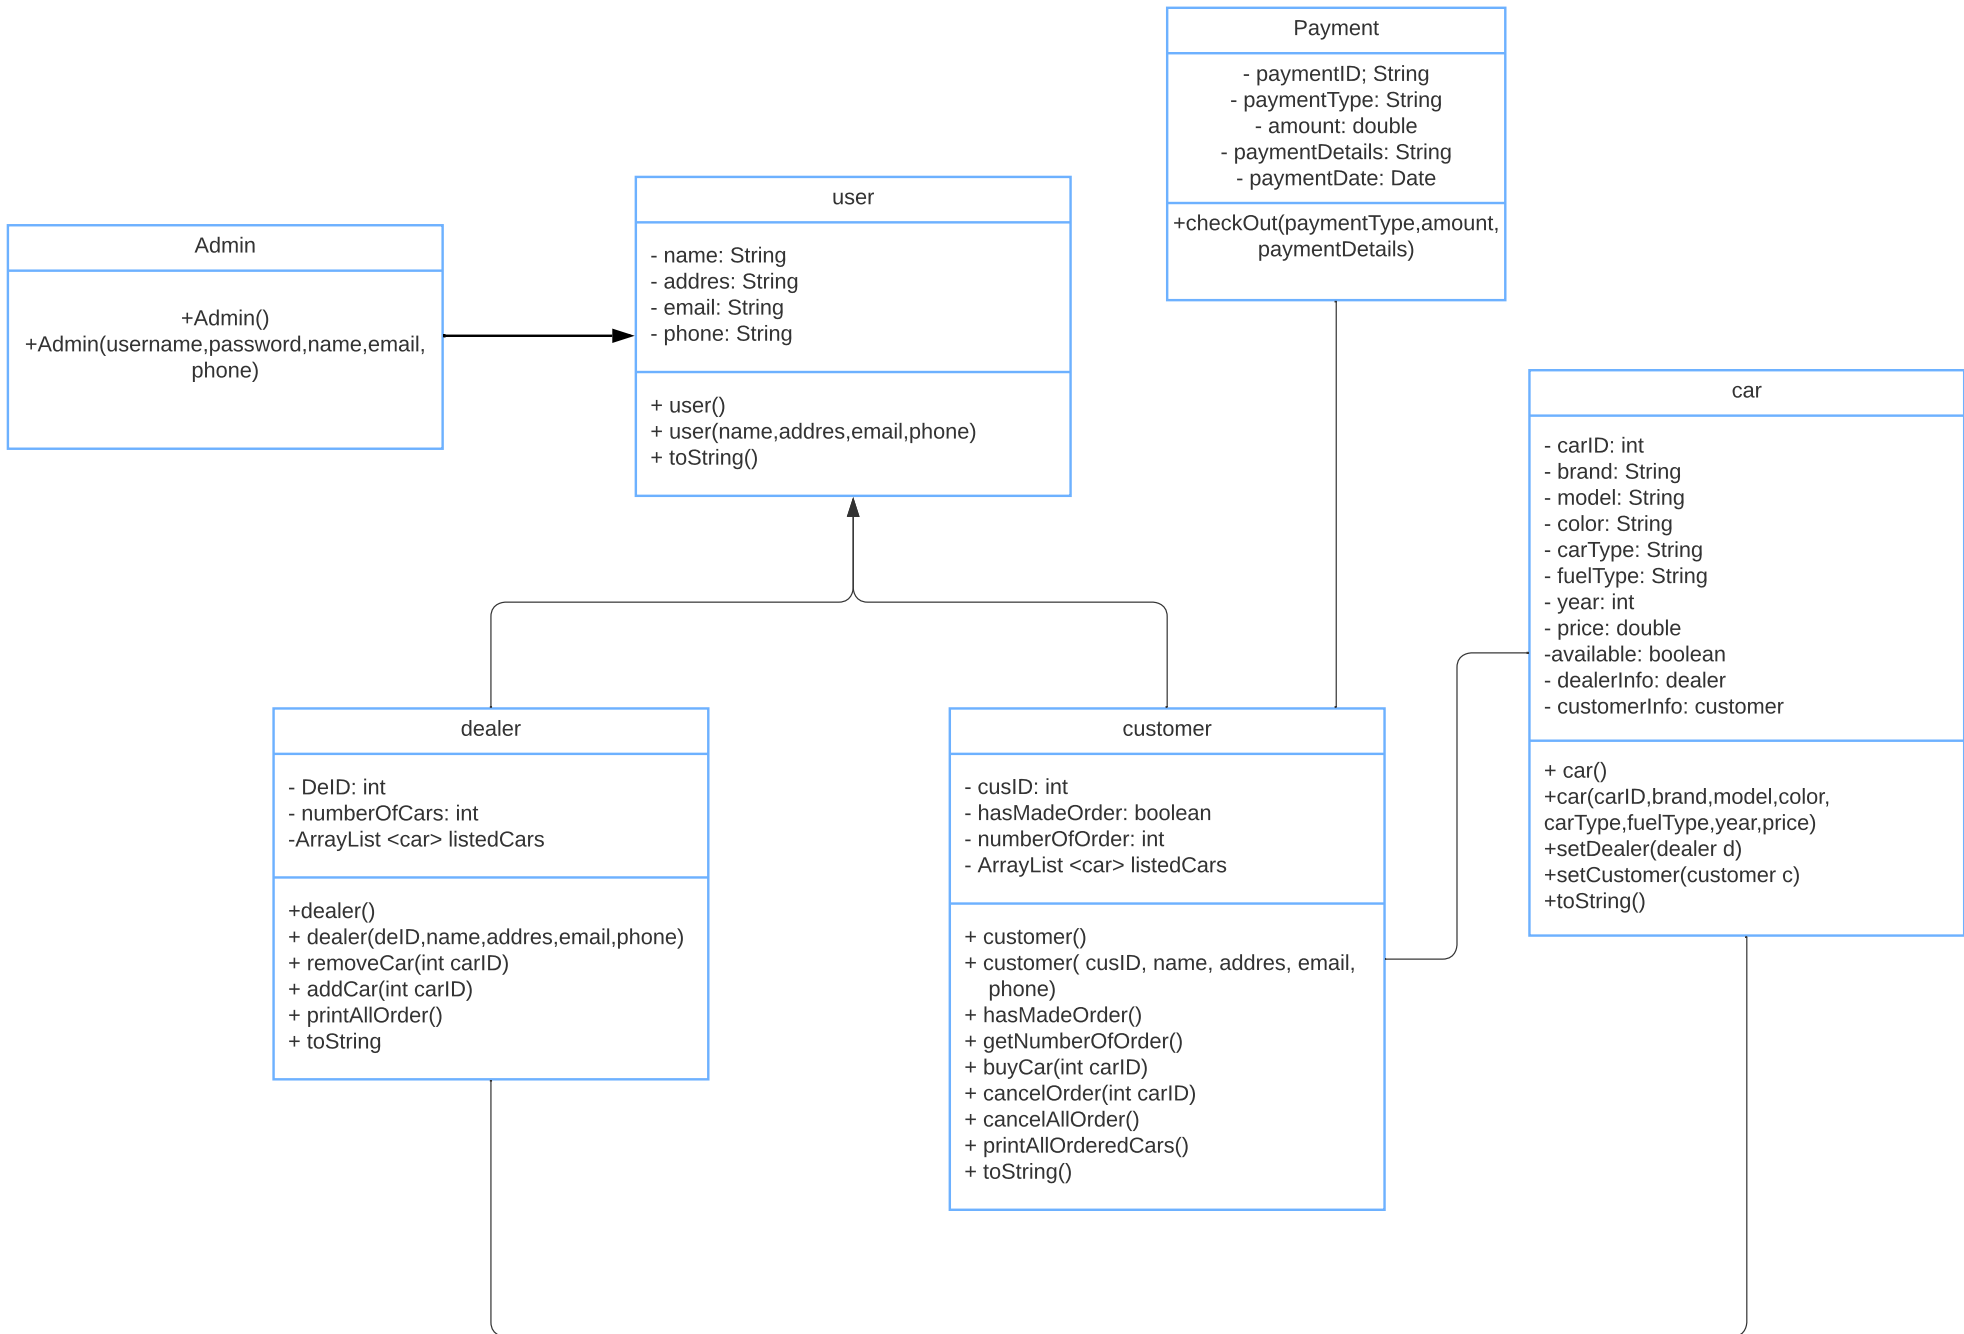 Payment
- paymentID; String
- paymentType: String
- amount: double
- paymentDetails: String
- paymentDate: Date
+checkOut(paymentType,amount,
paymentDetails)
user
- name: String
- addres: String
- email: String
- phone: String
+ user()
+ user(name,addres,email,phone)
+ toString()
Admin
+Admin()
+Admin(username,password,name,email,
phone)
car
- carID: int
- brand: String
- model: String
- color: String
- carType: String
- fuelType: String
- year: int
- price: double
-available: boolean
- dealerInfo: dealer
- customerInfo: customer
+ car()
+car(carID,brand,model,color,
carType,fuelType,year,price)
+setDealer(dealer d)
+setCustomer(customer c)
+toString()
dealer
- DeID: int
- numberOfCars: int
-ArrayList <car> listedCars
+dealer()
+ dealer(deID,name,addres,email,phone)
+ removeCar(int carID)
+ addCar(int carID)
+ printAllOrder()
+ toString
customer
- cusID: int
- hasMadeOrder: boolean
- numberOfOrder: int
- ArrayList <car> listedCars
+ customer()
+ customer( cusID, name, addres, email,
phone)
+ hasMadeOrder()
+ getNumberOfOrder()
+ buyCar(int carID)
+ cancelOrder(int carID)
+ cancelAllOrder()
+ printAllOrderedCars()
+ toString()